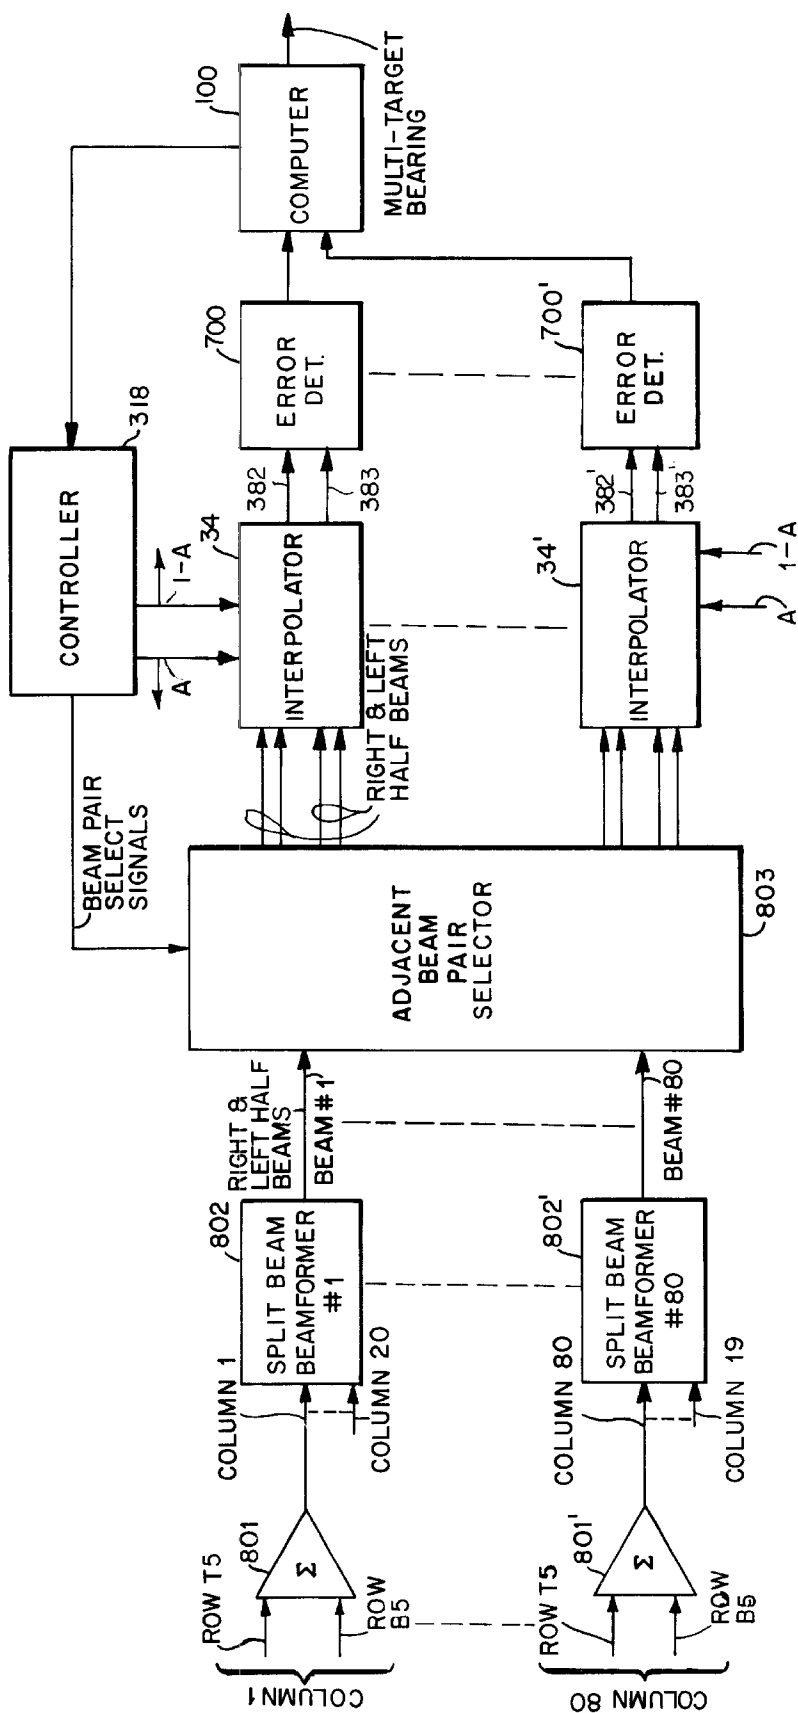 COLUMN 1
ROW T5
ROW
B5
801
Σ
COLUMN 1
COLUMN 20
802
SPLIT BEAM
BEAMFORMER
#1
RIGHT &
LEFT HALF
BEAMS
BEAM #1
COLUMN 80
ROW T5
ROW
B5
801'
Σ
COLUMN 80
COLUMN 19
802'
SPLIT BEAM
BEAMFORMER
#80
BEAM #80
ADJACENT
BEAM
PAIR
SELECTOR
803
BEAM PAIR
SELECT
SIGNALS
CONTROLLER
318
A
1-A
RIGHT & LEFT
HALF BEAMS
INTERPOLATOR
34
382
383
ERROR
DET.
700
INTERPOLATOR
34'
A
1-A
382'
383'
ERROR
DET.
700'
COMPUTER
100
MULTI-TARGET
BEARING